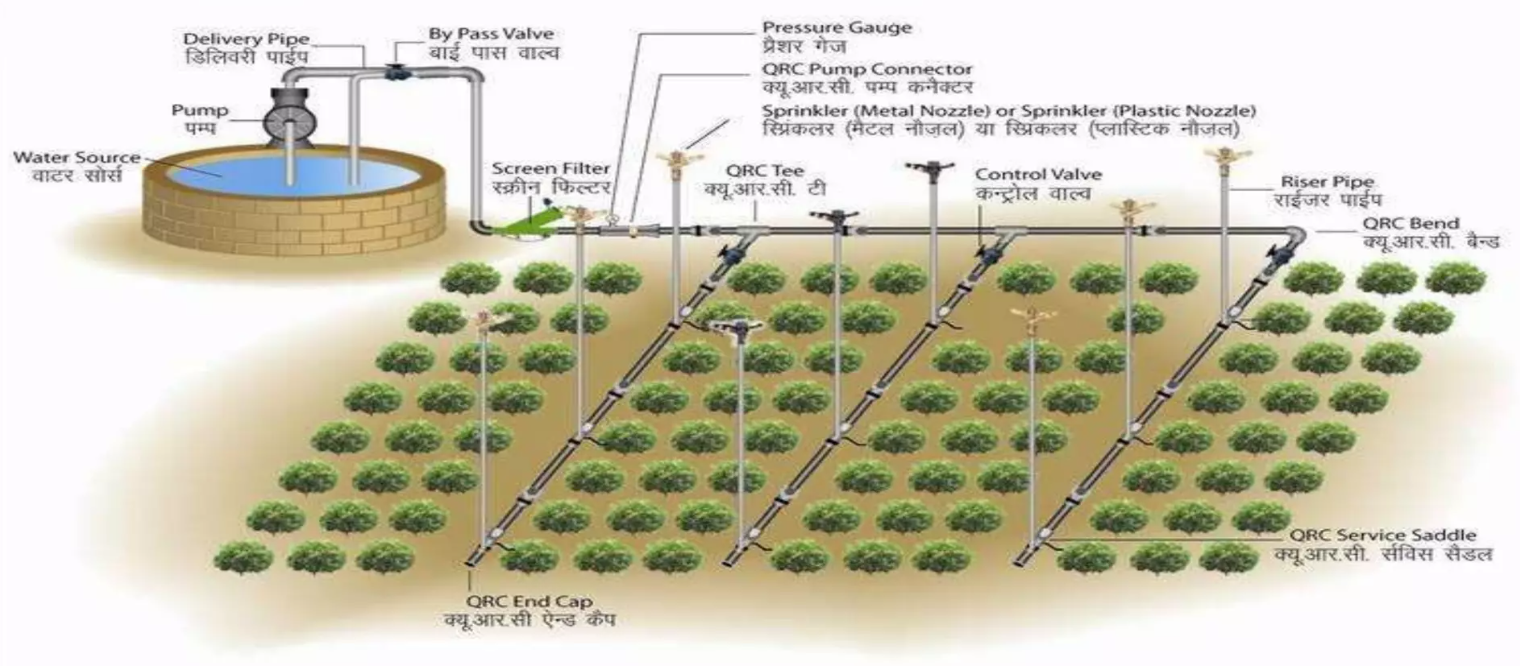 Delivery Pipe
डिलिवरी पाईप
By Pass Valve
बाई पास वाल्व
Pressure Gauge
प्रैशर गेज
QRC Pump Connector
क्यू.आर.सी. पम्प कनैक्टर
Pump
पम्प
Sprinkler (Metal Nozzle) or Sprinkler (Plastic Nozzle)
स्प्रिंकलर (मैटल नौज़ल) या स्प्रिंकलर (प्लास्टिक नौज़ल)
Water Source
वाटर सोर्स
Screen Filter
स्क्रीन फिल्टर
QRC Tee
क्यू.आर.सी. टी
Control Valve
कन्ट्रोल वाल्व
Riser Pipe
राईजर पाईप
QRC Bend
क्यू.आर.सी. बैन्ड
QRC Service Saddle
क्यू.आर.सी. र्सविस सैडल
QRC End Cap
क्यू.आर.सी ऐन्ड कैप